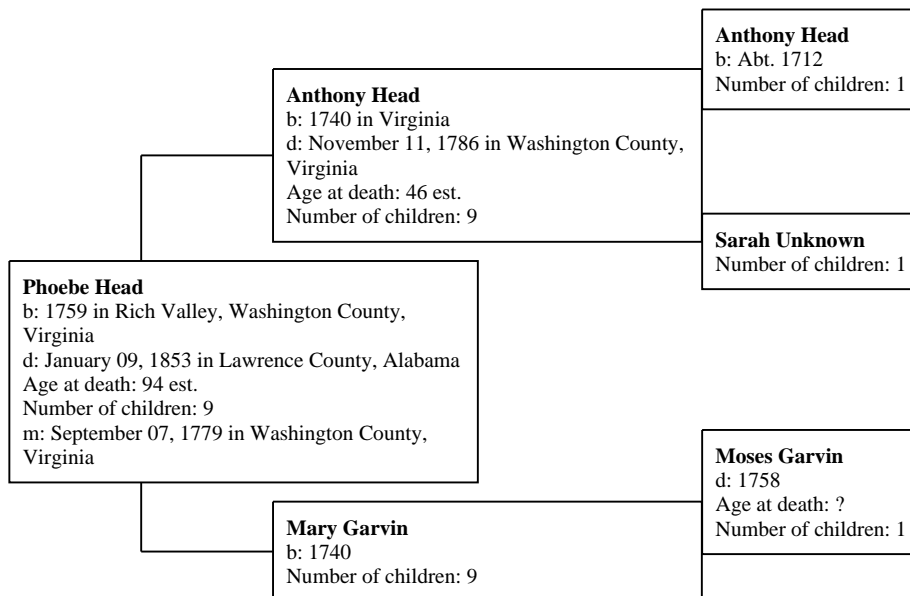 Anthony Head
b: Abt. 1712
Number of children: 1
Anthony Head
b: 1740 in Virginia
d: November 11, 1786 in Washington County,
Virginia
Age at death: 46 est.
Number of children: 9
Sarah Unknown
Number of children: 1
Phoebe Head
b: 1759 in Rich Valley, Washington County,
Virginia
d: January 09, 1853 in Lawrence County, Alabama
Age at death: 94 est.
Number of children: 9
m: September 07, 1779 in Washington County,
Virginia
Moses Garvin
d: 1758
Age at death: ?
Number of children: 1
Mary Garvin
b: 1740
Number of children: 9